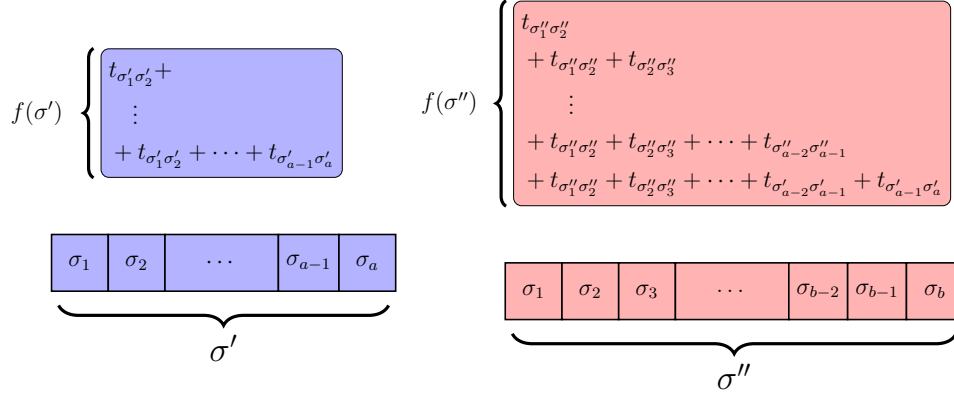 f(σ′)
t_{σ′_1σ′_2} +
⋮
+ t_{σ′_1σ′_2} + ⋯ + t_{σ′_{a−1}σ′_a}
σ_1 σ_2 ⋯ σ_{a−1} σ_a
σ′
f(σ″)
t_{σ″_1σ″_2}
+ t_{σ″_1σ″_2} + t_{σ″_2σ″_3}
⋮
+ t_{σ″_1σ″_2} + t_{σ″_2σ″_3} + ⋯ + t_{σ″_{a−2}σ″_{a−1}}
+ t_{σ″_1σ″_2} + t_{σ″_2σ″_3} + ⋯ + t_{σ′_{a−2}σ′_{a−1}} + t_{σ′_{a−1}σ′_a}
σ_1 σ_2 σ_3 ⋯ σ_{b−2} σ_{b−1} σ_b
σ″